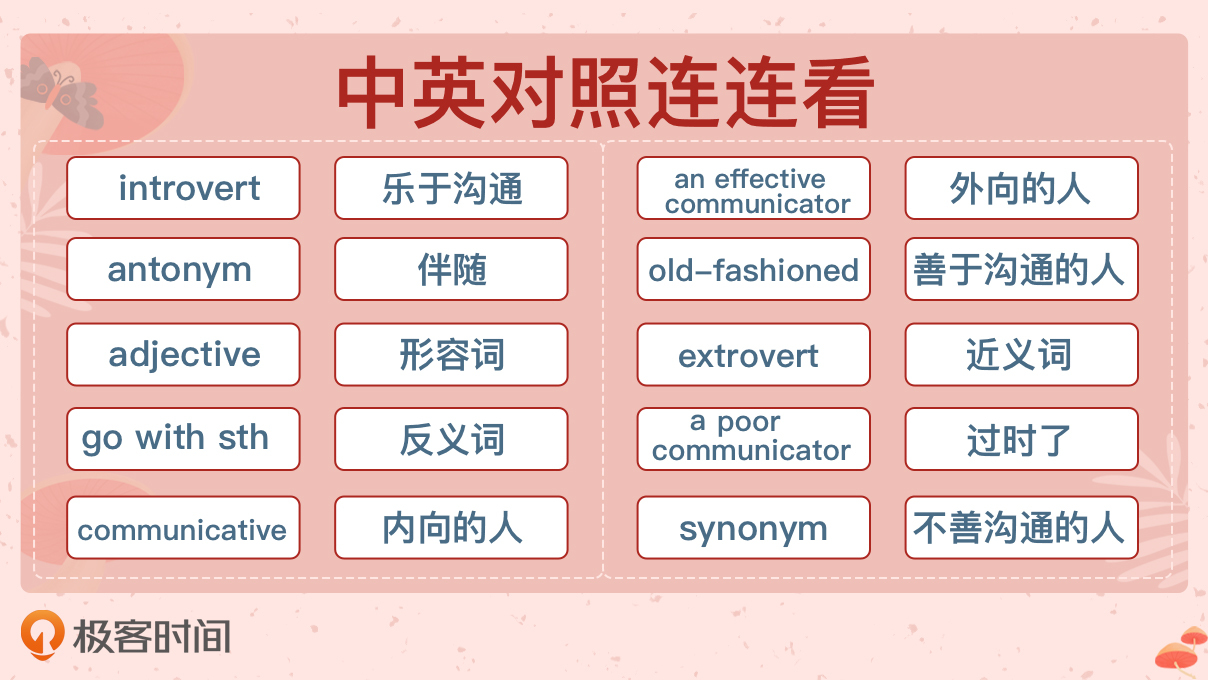 中英对照连连看
introvert
乐于沟通
an effective
communicator
外向的人
antonym
伴随
old-fashioned
善于沟通的人
adjective
形容词
extrovert
近义词
go with sth
反义词
a poor
communicator
过时了
communicative
内向的人
synonym
不善沟通的人
极客时间